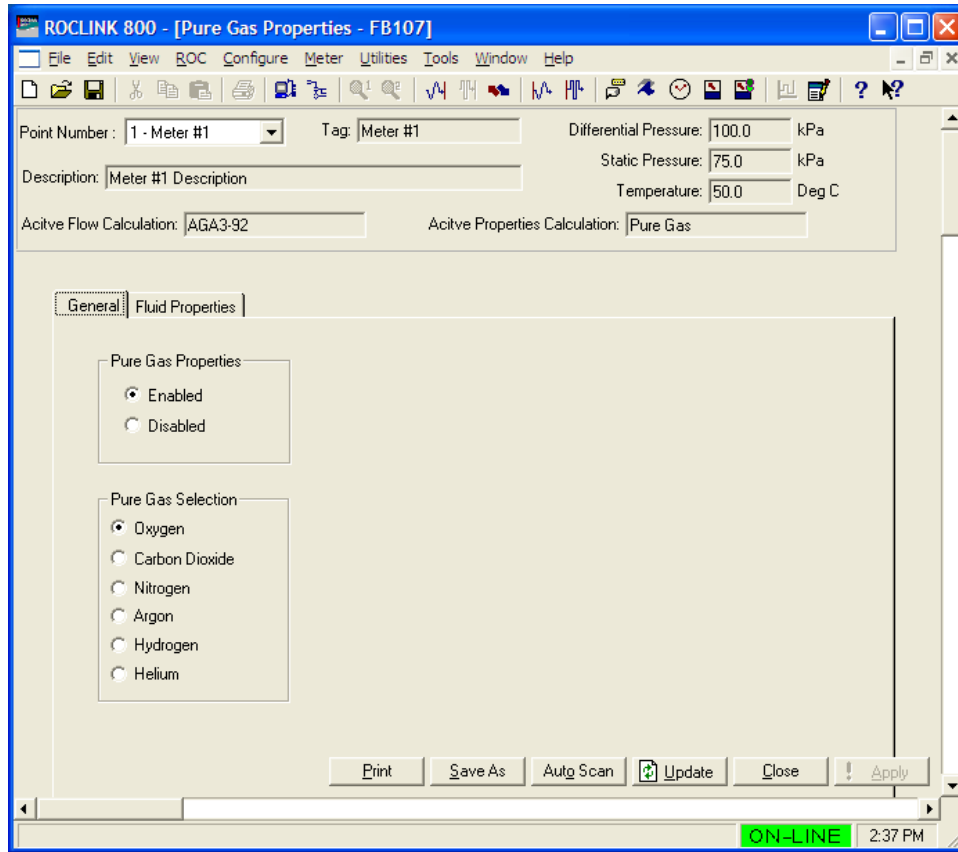 ROCLINK 800 - [Pure Gas Properties - FB107]
File Edit View ROC Configure Meter Utilities Tools Window Help
Point Number : 1 - Meter #1 Tag: Meter #1 Differential Pressure: 100.0 kPa
Static Pressure: 75.0 kPa
Description: Meter #1 Description
Temperature: 50.0 Deg C
Acitve Flow Calculation: AGA3-92 Acitve Properties Calculation: Pure Gas
General Fluid Properties
Pure Gas Properties
Enabled
Disabled
Pure Gas Selection
Oxygen
Carbon Dioxide
Nitrogen
Argon
Hydrogen
Helium
Print Save As Auto Scan Update Close ! Apply
ON-LINE 2:37 PM